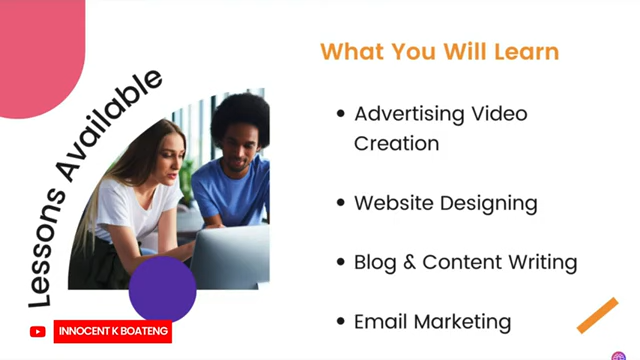 Lessons Available
What You Will Learn
Advertising Video
Creation
Website Designing
Blog & Content Writing
Email Marketing
INNOCENT K BOATENG